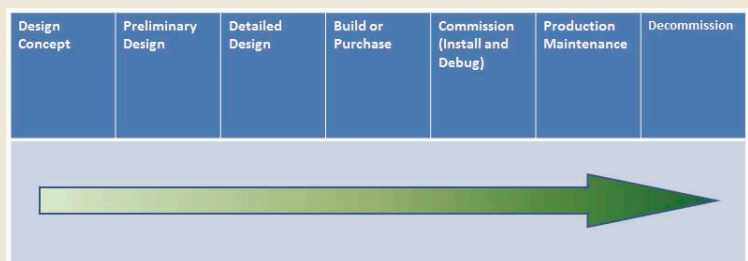 Design
Concept
Preliminary
Design
Detailed
Design
Build or
Purchase
Commission
(Install and
Debug)
Production
Maintenance
Decommission